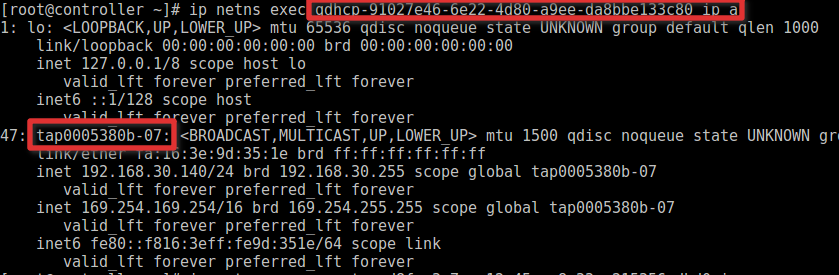 [root@controller ~]# ip netns exec qdhcp-91027e46-6e22-4d80-a9ee-da8bbe133c80 ip a
1: lo: <LOOPBACK,UP,LOWER_UP> mtu 65536 qdisc noqueue state UNKNOWN group default qlen 1000
link/loopback 00:00:00:00:00:00 brd 00:00:00:00:00:00
inet 127.0.0.1/8 scope host lo
valid_lft forever preferred_lft forever
inet6 ::1/128 scope host
valid_lft forever preferred_lft forever
47: tap0005380b-07: <BROADCAST,MULTICAST,UP,LOWER_UP> mtu 1500 qdisc noqueue state UNKNOWN gro
link/ether fa:16:3e:9d:35:1e brd ff:ff:ff:ff:ff:ff
inet 192.168.30.140/24 brd 192.168.30.255 scope global tap0005380b-07
valid_lft forever preferred_lft forever
inet 169.254.169.254/16 brd 169.254.255.255 scope global tap0005380b-07
valid_lft forever preferred_lft forever
inet6 fe80::f816:3eff:fe9d:351e/64 scope link
valid_lft forever preferred_lft forever